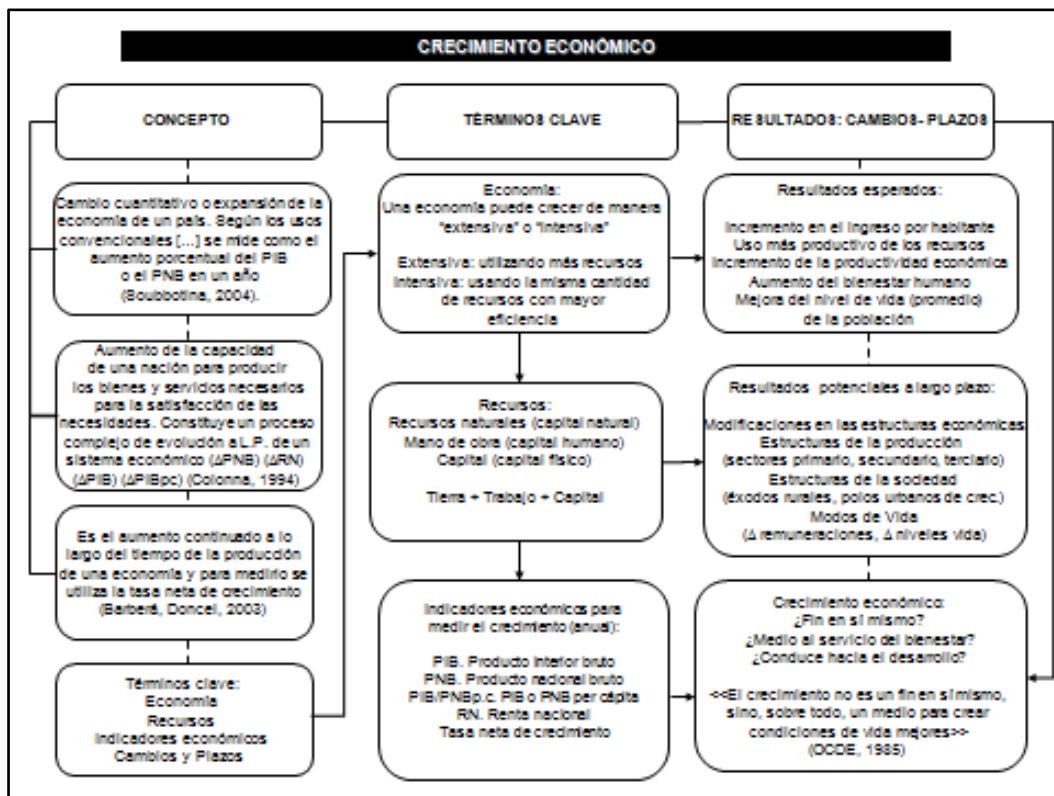 CRECIMIENTO ECONÓMICO
CONCEPTO
Cambio cuantitativo o expansión de la
economía de un país. Según los usos
convencionales [...] se mide como el
aumento porcentual del PIB
o el PNB en un año
(Soubbotina, 2004).
Aumento de la capacidad
de una nación para producir
los bienes y servicios necesarios
para la satisfacción de las
necesidades. Constituye un proceso
complejo de evolución a L.P. de un
sistema económico (ΔPNB) (ΔRN)
(ΔPIB) (ΔPIBpc) (Colonna, 1994)
Es el aumento continuado a lo
largo del tiempo de la producción
de una economía y para medirlo se
utiliza la tasa neta de crecimiento
(Barberá, Doncel, 2003)
Términos clave:
Economía
Recursos
Indicadores económicos
Cambios y Plazos
TÉRMINOS CLAVE
Economía:
Una economía puede crecer de manera
"extensiva" o "intensiva"
Extensiva: utilizando más recursos
Intensiva: usando la misma cantidad
de recursos con mayor
eficiencia
Recursos:
Recursos naturales (capital natural)
Mano de obra (capital humano)
Capital (capital físico)
Tierra + Trabajo + Capital
Indicadores económicos para
medir el crecimiento (anual):
PIB. Producto interior bruto
PNB. Producto nacional bruto
PIB/PNBp.c. PIB o PNB per cápita
RN. Renta nacional
Tasa neta de crecimiento
RESULTADOS: CAMBIOS- PLAZOS
Resultados esperados:
Incremento en el ingreso por habitante
Uso más productivo de los recursos
Incremento de la productividad económica
Aumento del bienestar humano
Mejora del nivel de vida (promedio)
de la población
Resultados potenciales a largo plazo:
Modificaciones en las estructuras económicas
Estructuras de la producción
(sectores primario, secundario, terciario)
Estructuras de la sociedad
(éxodos rurales, polos urbanos de crec.)
Modos de Vida
(Δ remuneraciones, Δ niveles vida)
Crecimiento económico:
¿Fin en sí mismo?
¿Medio al servicio del bienestar?
¿Conduce hacia el desarrollo?
<<El crecimiento no es un fin en sí mismo,
sino, sobre todo, un medio para crear
condiciones de vida mejores>>
(OCDE, 1985)